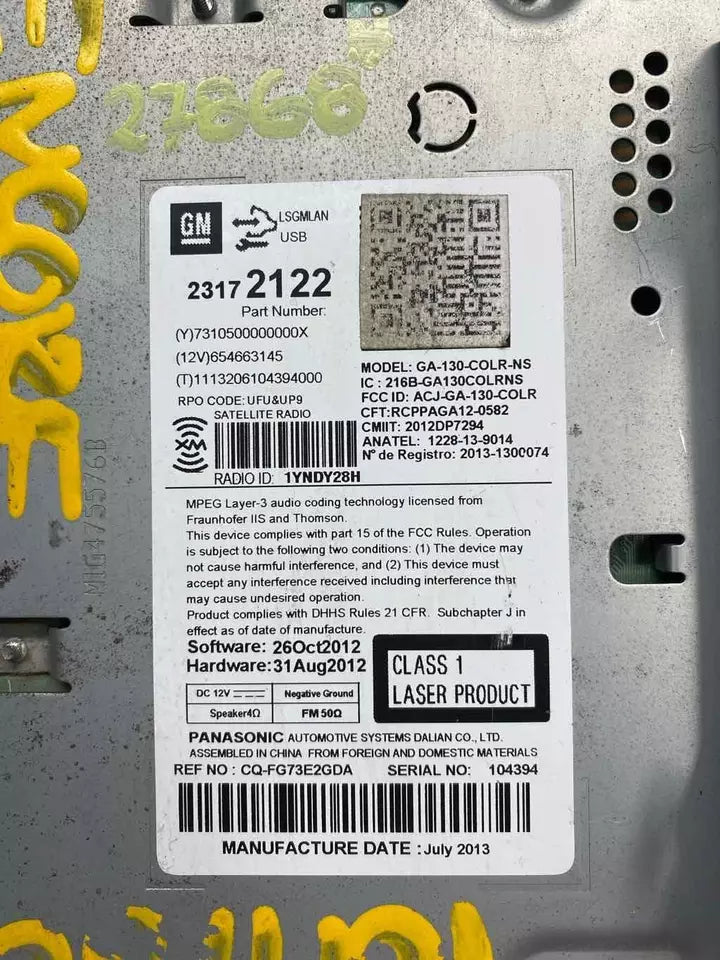 27868
ENCORE
GM
LSGMLAN
USB
23172122
Part Number:
(Y)7310500000000X
(12V)654663145
(T)1113206104394000
RPO CODE: UFU&UP9
SATELLITE RADIO
XM
RADIO ID: 1YNDY28H
MODEL: GA-130-COLR-NS
IC : 216B-GA130COLRNS
FCC ID: ACJ-GA-130-COLR
CFT:RCPPAGA12-0582
CMIIT: 2012DP7294
ANATEL: 1228-13-9014
Nº de Registro: 2013-1300074
MPEG Layer-3 audio coding technology licensed from
Fraunhofer IIS and Thomson.
This device complies with part 15 of the FCC Rules. Operation
is subject to the following two conditions: (1) The device may
not cause harmful interference, and (2) This device must
accept any interference received including interference that
may cause undesired operation.
Product complies with DHHS Rules 21 CFR. Subchapter J in
effect as of date of manufacture.
Software: 26Oct2012
Hardware:31Aug2012
DC 12V
Negative Ground
Speaker4Ω
FM 50Ω
CLASS 1
LASER PRODUCT
PANASONIC AUTOMOTIVE SYSTEMS DALIAN CO., LTD.
ASSEMBLED IN CHINA FROM FOREIGN AND DOMESTIC MATERIALS
REF NO : CQ-FG73E2GDA SERIAL NO: 104394
MANUFACTURE DATE : July 2013